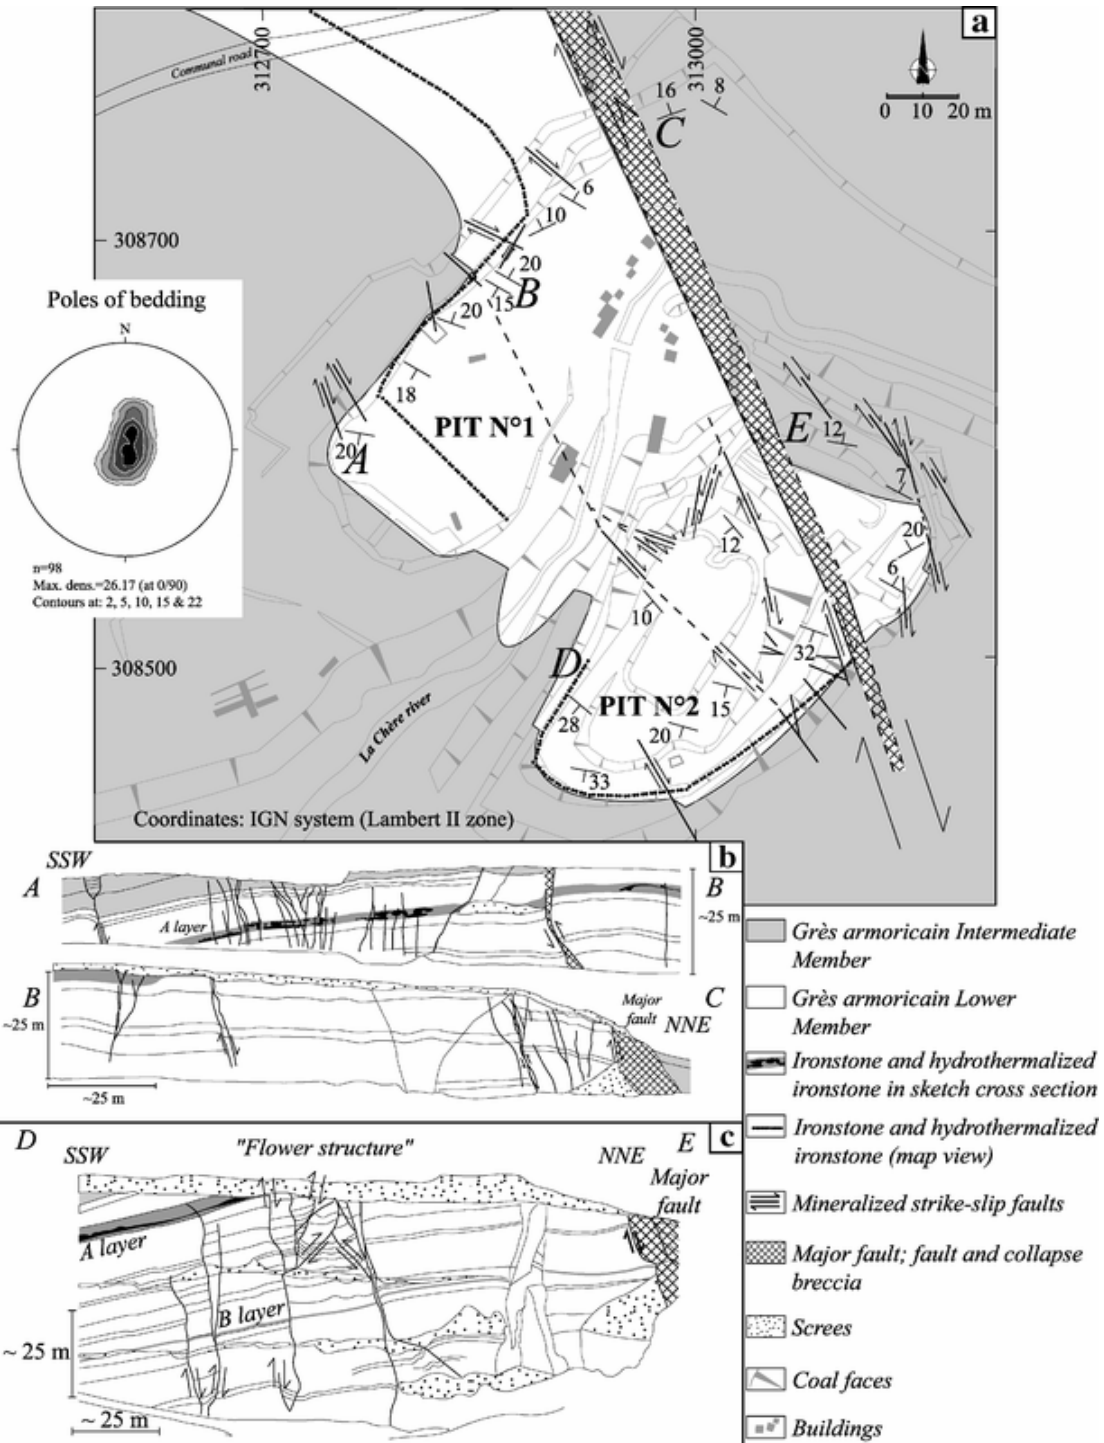 a
312700
313000
Communal road
0 10 20 m
16
8
C
6
10
308700
20
B
15
20
Poles of bedding
N
18
PIT N°1
E
12
20
A
7
12
20
6
n=98
Max. dens.=26.17 (at 0/90)
Contours at: 2, 5, 10, 15 & 22
10
32
308500
D
PIT N°2
15
28
20
La Chère river
33
Coordinates: IGN system (Lambert II zone)
b
SSW
A
B
A layer
~25 m
B
C
Major
fault
NNE
~25 m
~25 m
c
D
E
SSW
"Flower structure"
NNE
Major
fault
A layer
B layer
~ 25 m
~ 25 m
Grès armoricain Intermediate
Member
Grès armoricain Lower
Member
Ironstone and hydrothermalized
ironstone in sketch cross section
Ironstone and hydrothermalized
ironstone (map view)
Mineralized strike-slip faults
Major fault; fault and collapse
breccia
Screes
Coal faces
Buildings